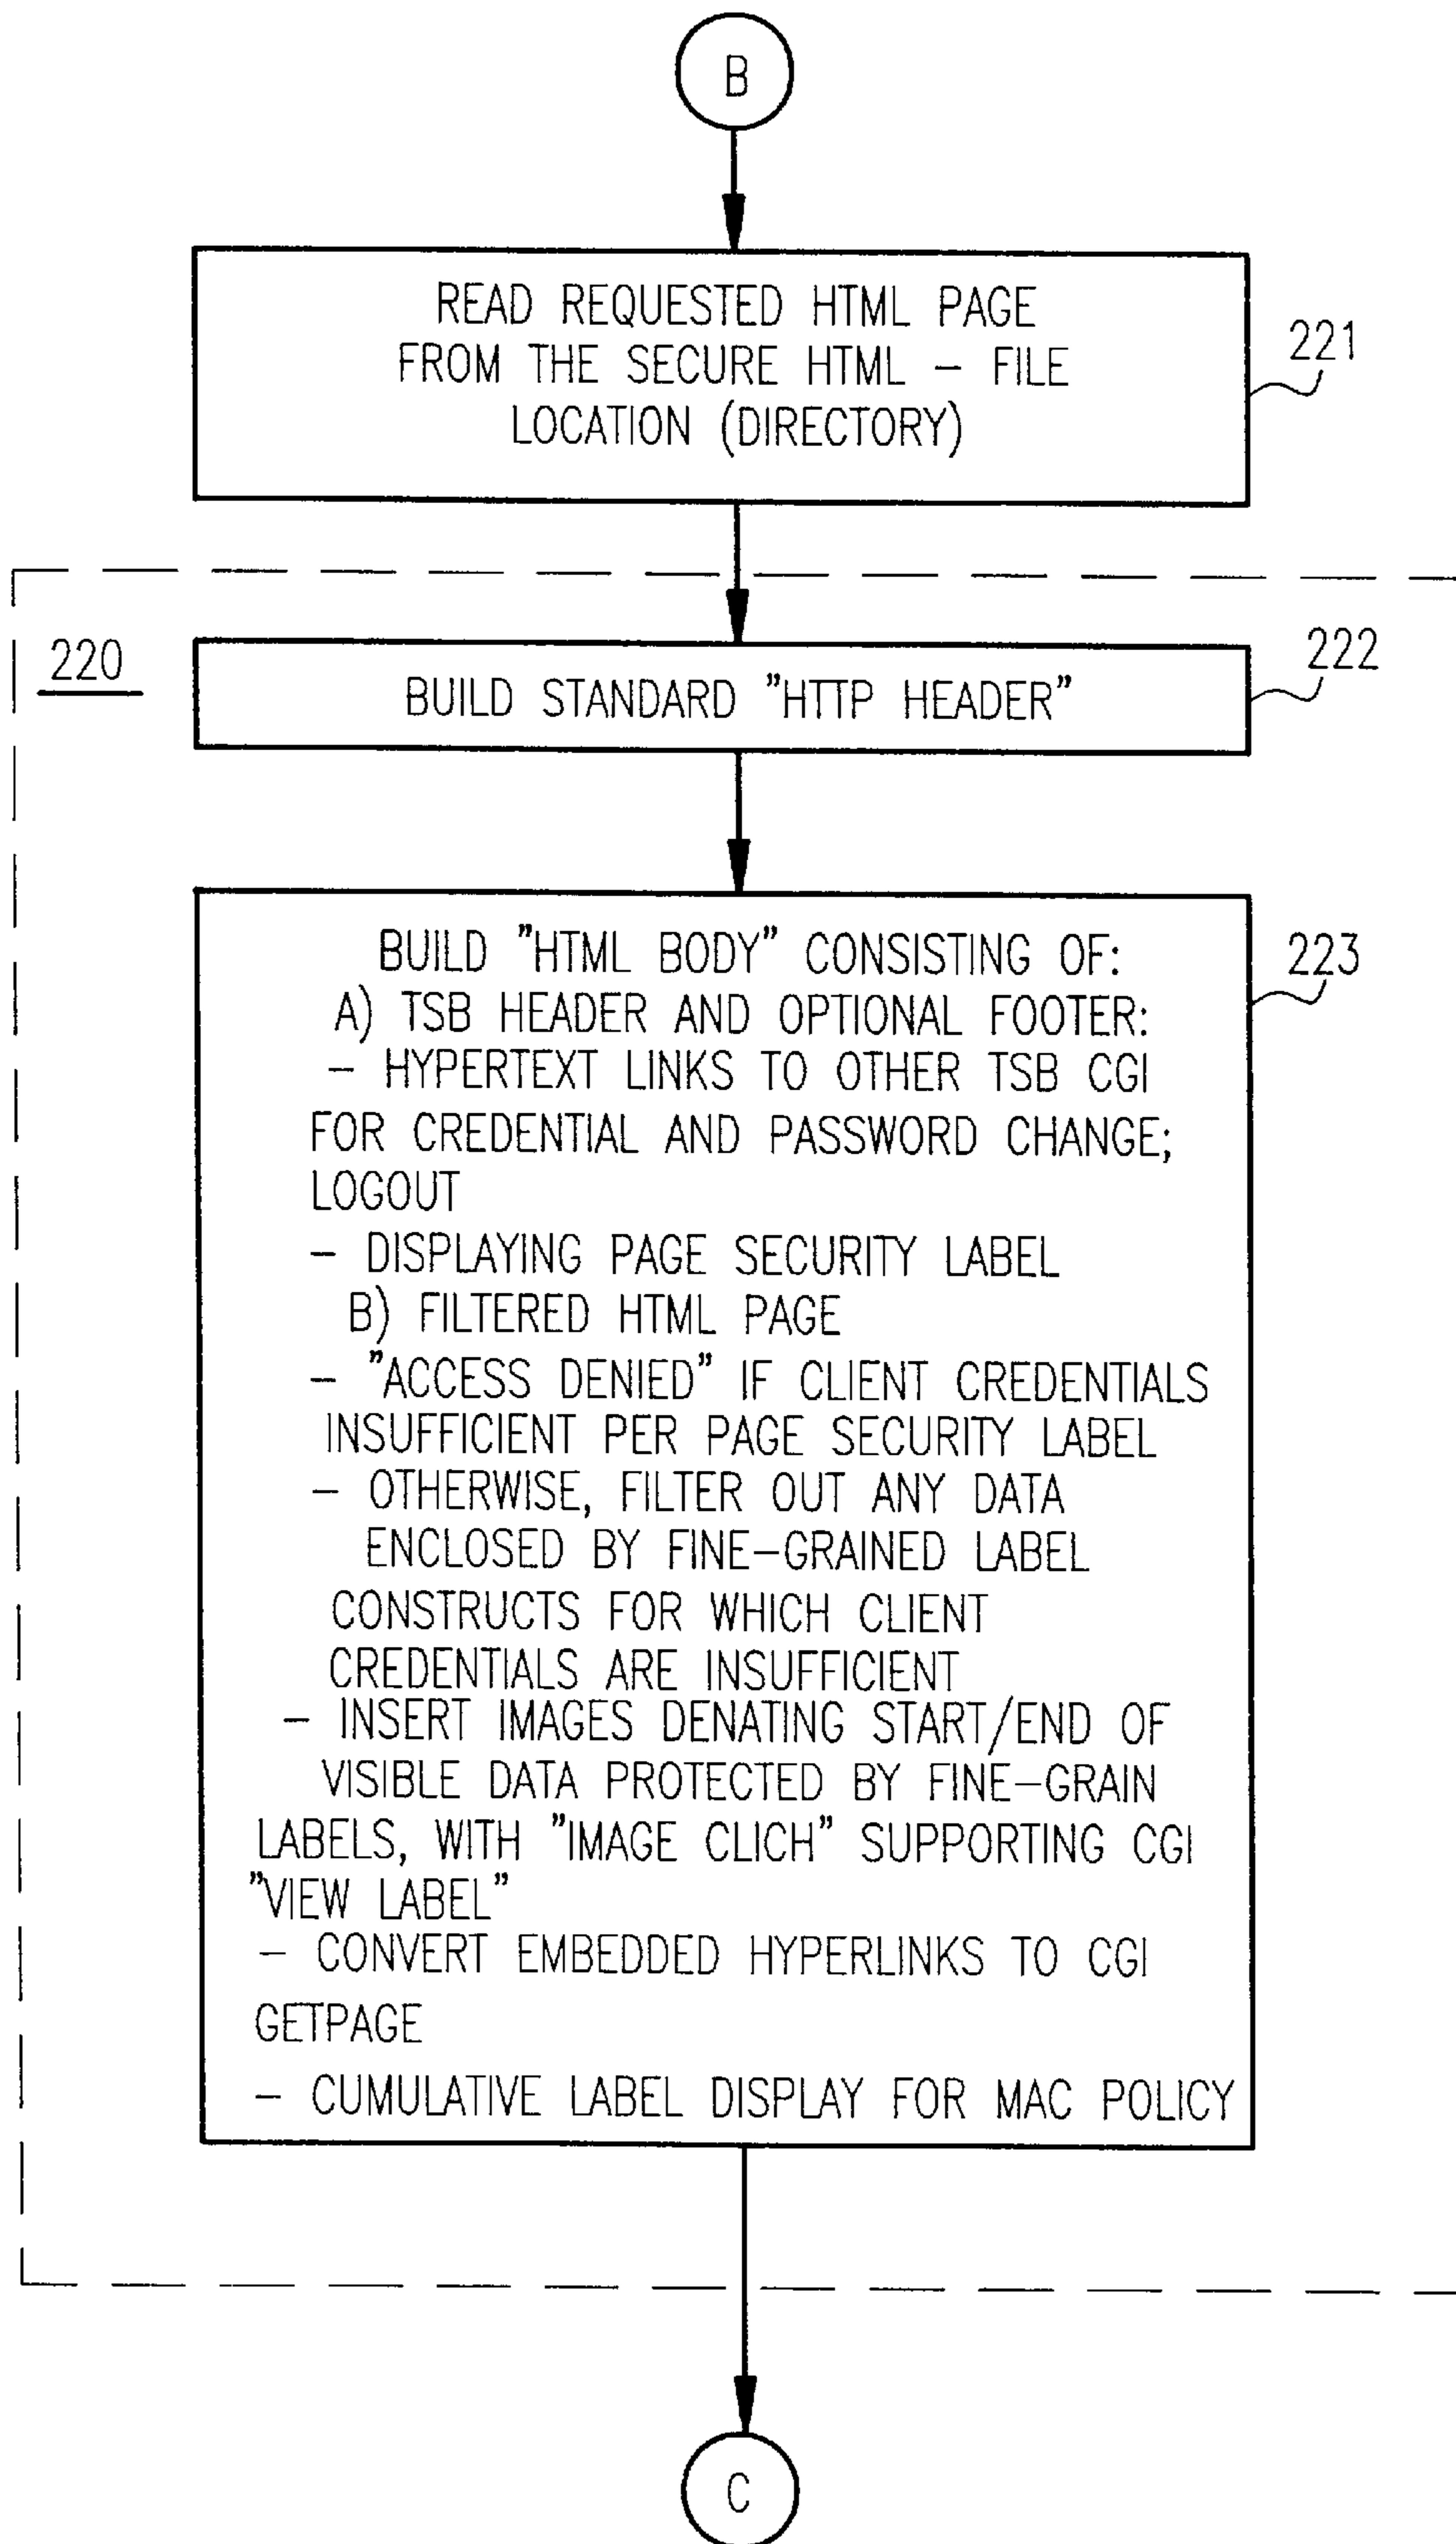 B
READ REQUESTED HTML PAGE
FROM THE SECURE HTML – FILE
LOCATION (DIRECTORY)
221
220
BUILD STANDARD "HTTP HEADER"
222
BUILD "HTML BODY" CONSISTING OF:
223
A) TSB HEADER AND OPTIONAL FOOTER:
– HYPERTEXT LINKS TO OTHER TSB CGI
FOR CREDENTIAL AND PASSWORD CHANGE;
LOGOUT
– DISPLAYING PAGE SECURITY LABEL
B) FILTERED HTML PAGE
– "ACCESS DENIED" IF CLIENT CREDENTIALS
INSUFFICIENT PER PAGE SECURITY LABEL
– OTHERWISE, FILTER OUT ANY DATA
ENCLOSED BY FINE–GRAINED LABEL
CONSTRUCTS FOR WHICH CLIENT
CREDENTIALS ARE INSUFFICIENT
– INSERT IMAGES DENATING START/END OF
VISIBLE DATA PROTECTED BY FINE–GRAIN
LABELS, WITH "IMAGE CLICH" SUPPORTING CGI
"VIEW LABEL"
– CONVERT EMBEDDED HYPERLINKS TO CGI
GETPAGE
– CUMULATIVE LABEL DISPLAY FOR MAC POLICY
C